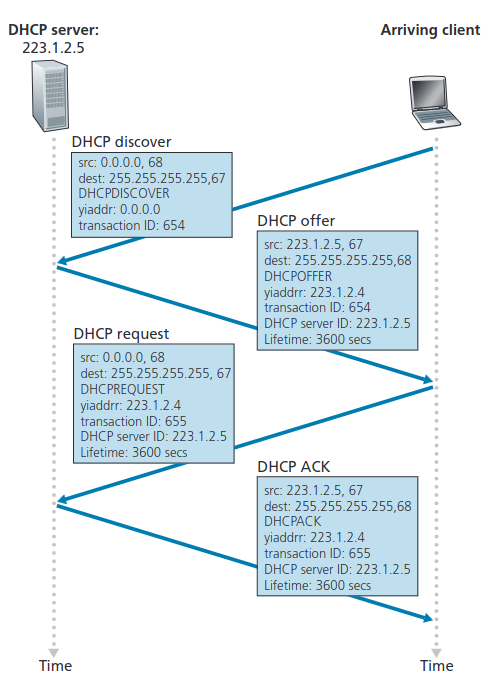 DHCP server:
223.1.2.5
Arriving client
DHCP discover
src: 0.0.0.0, 68
dest: 255.255.255.255,67
DHCPDISCOVER
yiaddr: 0.0.0.0
transaction ID: 654
DHCP offer
src: 223.1.2.5, 67
dest: 255.255.255.255,68
DHCPOFFER
yiaddrr: 223.1.2.4
transaction ID: 654
DHCP server ID: 223.1.2.5
Lifetime: 3600 secs
DHCP request
src: 0.0.0.0, 68
dest: 255.255.255.255, 67
DHCPREQUEST
yiaddrr: 223.1.2.4
transaction ID: 655
DHCP server ID: 223.1.2.5
Lifetime: 3600 secs
DHCP ACK
src: 223.1.2.5, 67
dest: 255.255.255.255,68
DHCPACK
yiaddrr: 223.1.2.4
transaction ID: 655
DHCP server ID: 223.1.2.5
Lifetime: 3600 secs
Time
Time